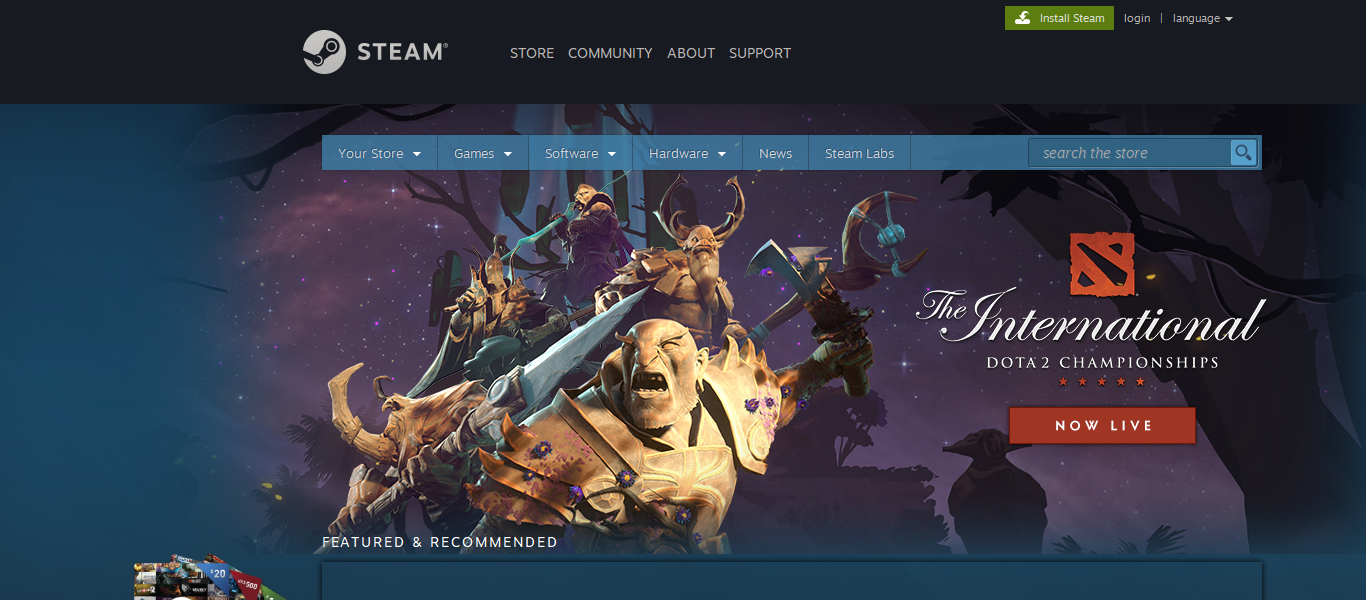 Install Steam login | language
STEAM®
STORE COMMUNITY ABOUT SUPPORT
Your Store Games Software Hardware News Steam Labs search the store
The International
DOTA 2 CHAMPIONSHIPS
NOW LIVE
FEATURED & RECOMMENDED
$20